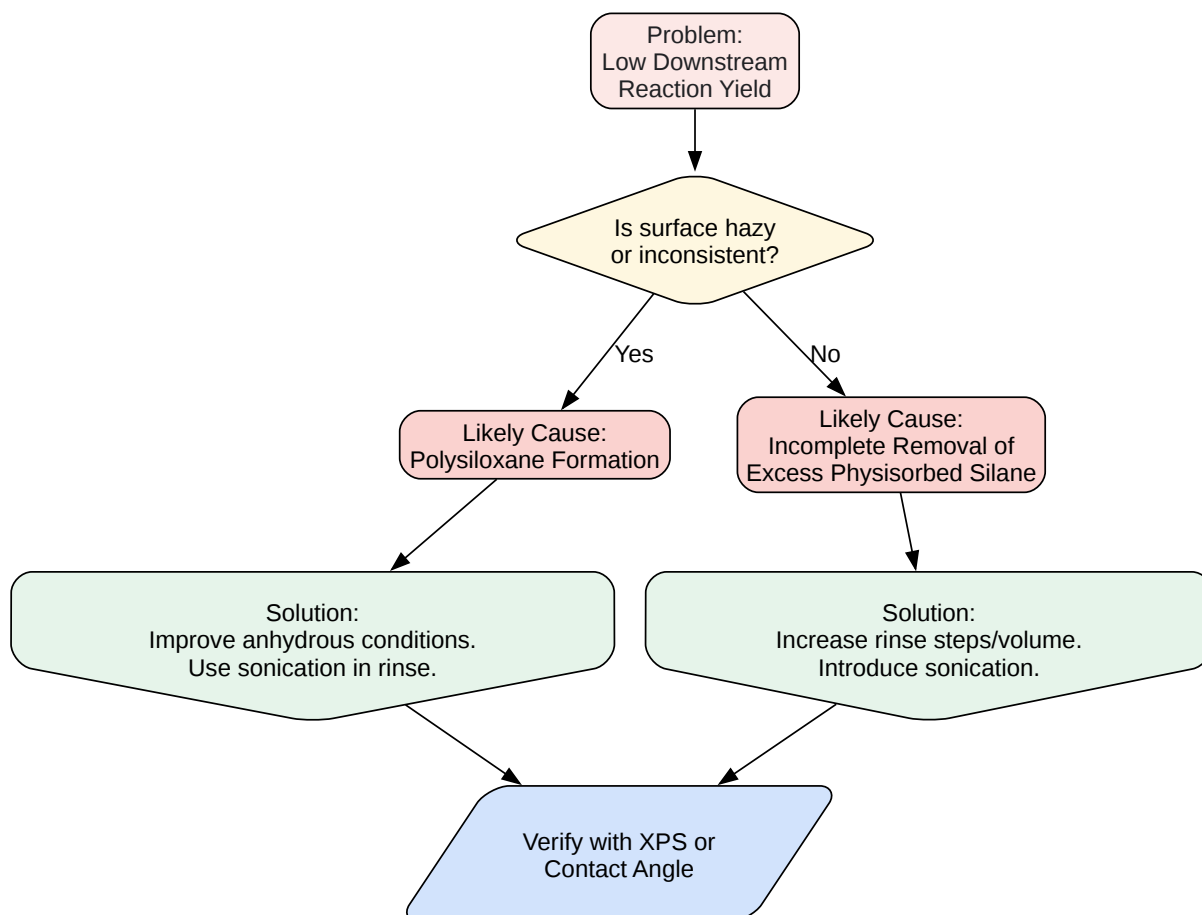 Problem:
Low Downstream
Reaction Yield
Is surface hazy
or inconsistent?
Yes
No
Likely Cause:
Polysiloxane Formation
Likely Cause:
Incomplete Removal of
Excess Physisorbed Silane
Solution:
Improve anhydrous conditions.
Use sonication in rinse.
Solution:
Increase rinse steps/volume.
Introduce sonication.
Verify with XPS or
Contact Angle